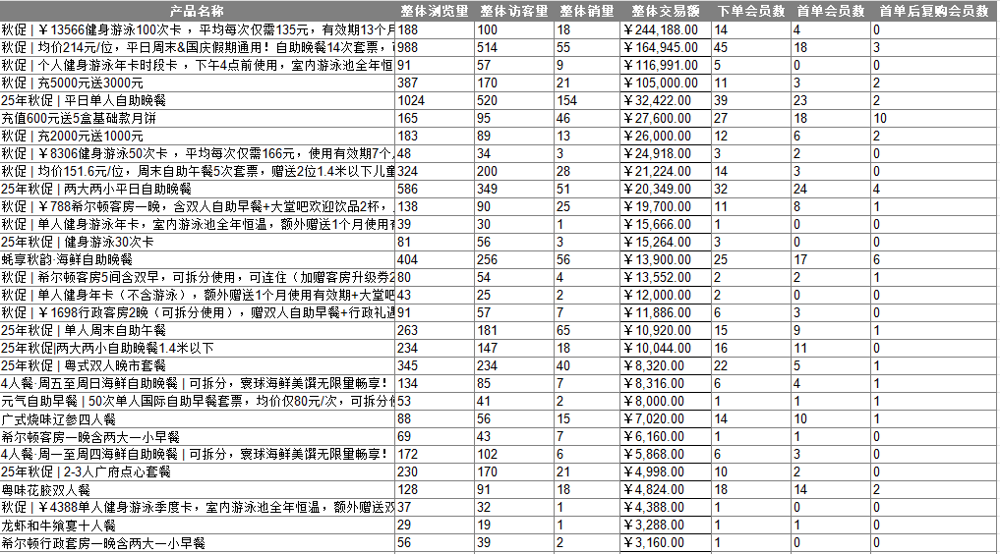 产品名称 整体浏览量 整体访客量 整体销量 整体交易额 下单会员数 首单会员数 首单后复购会员数
秋促 | ￥13566健身游泳100次卡 ，平均每次仅需135元，有效期13个月 188 100 18 ￥244,188.00 14 4 0
秋促 | 均价214元/位，平日周末&国庆假期通用！自助晚餐14次套票， 988 514 55 ￥164,945.00 45 18 3
秋促 | 个人健身游泳年卡时段卡 ，下午4点前使用，室内游泳池全年恒 91 57 9 ￥116,991.00 5 0 0
秋促 | 充5000元送3000元 387 170 21 ￥105,000.00 11 3 2
25年秋促 | 平日单人自助晚餐 1024 520 154 ￥32,422.00 39 23 2
充值600元送5盒基础款月饼 165 95 46 ￥27,600.00 27 18 10
秋促 | 充2000元送1000元 183 89 13 ￥26,000.00 12 6 2
秋促 | ￥8306健身游泳50次卡 ，平均每次仅需166元，使用有效期7个 48 34 3 ￥24,918.00 3 2 0
秋促 | 均价151.6元/位，周末自助午餐5次套票，赠送2位1.4米以下儿童 324 200 28 ￥21,224.00 14 3 0
25年秋促 | 两大两小平日自助晚餐 586 349 51 ￥20,349.00 32 24 4
秋促 | ￥788希尔顿客房一晚，含双人自助早餐+大堂吧欢迎饮品2杯， 138 90 25 ￥19,700.00 11 8 1
秋促 | 单人健身游泳年卡，室内游泳池全年恒温，额外赠送1个月使用有 39 30 1 ￥15,666.00 1 0 0
25年秋促 | 健身游泳30次卡 81 56 3 ￥15,264.00 3 0 0
蚝享秋韵·海鲜自助晚餐 404 256 56 ￥13,900.00 25 17 6
秋促 | 希尔顿客房5间含双早，可拆分使用，可连住（加赠客房升级券2 80 54 4 ￥13,552.00 2 2 1
秋促 | 单人健身年卡（不含游泳），额外赠送1个月使用有效期+大堂吧 43 25 2 ￥12,000.00 2 0 0
秋促 | ￥1698行政客房2晚（可拆分使用），赠双人自助早餐+行政礼遇 91 57 7 ￥11,886.00 6 3 0
25年秋促 | 单人周末自助午餐 263 181 65 ￥10,920.00 15 9 1
25年秋促|两大两小自助晚餐1.4米以下 234 147 18 ￥10,044.00 16 11 0
25年秋促 | 粤式双人晚市套餐 345 234 40 ￥8,320.00 22 5 1
4人餐·周五至周日海鲜自助晚餐 | 可拆分，寰球海鲜美馔无限量畅享！ 134 85 7 ￥8,316.00 6 4 1
元气自助早餐 | 50次单人国际自助早餐套票，均价仅80元/次，可拆分使 53 41 2 ￥8,000.00 1 1 1
广式烧味辽参四人餐 88 56 15 ￥7,020.00 14 10 1
希尔顿客房一晚含两大一小早餐 69 43 7 ￥6,160.00 1 1 0
4人餐·周一至周四海鲜自助晚餐 | 可拆分，寰球海鲜美馔无限量畅享！ 172 102 6 ￥5,868.00 6 3 0
25年秋促 | 2-3人广府点心套餐 230 170 21 ￥4,998.00 10 2 0
粤味花胶双人餐 128 91 18 ￥4,824.00 18 14 2
秋促 | ￥4388单人健身游泳季度卡，室内游泳池全年恒温，额外赠送双 37 32 1 ￥4,388.00 1 0 0
龙虾和牛飨宴十人餐 29 19 1 ￥3,288.00 1 1 0
希尔顿行政套房一晚含两大一小早餐 56 39 2 ￥3,160.00 1 0 0